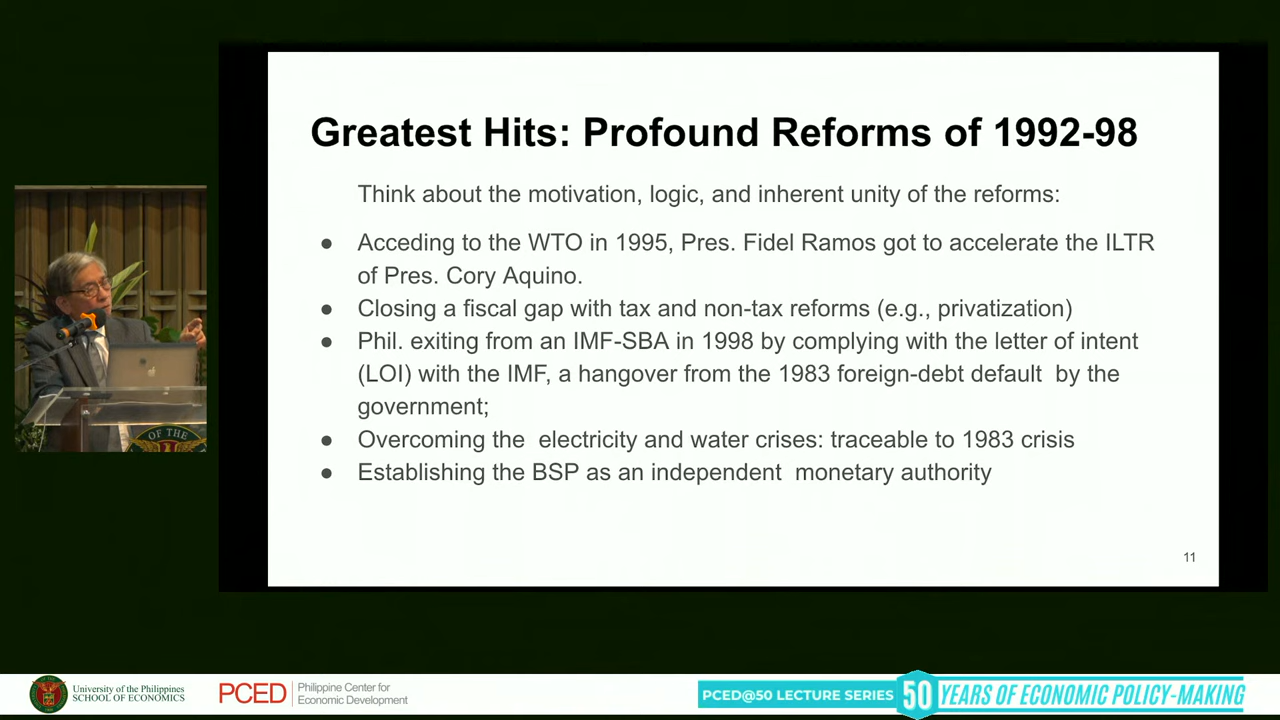 Greatest Hits: Profound Reforms of 1992-98
Think about the motivation, logic, and inherent unity of the reforms:
● Acceding to the WTO in 1995, Pres. Fidel Ramos got to accelerate the ILTR
of Pres. Cory Aquino.
● Closing a fiscal gap with tax and non-tax reforms (e.g., privatization)
● Phil. exiting from an IMF-SBA in 1998 by complying with the letter of intent
(LOI) with the IMF, a hangover from the 1983 foreign-debt default by the
government;
● Overcoming the electricity and water crises: traceable to 1983 crisis
● Establishing the BSP as an independent monetary authority
11
OF THE
University of the Philippines
SCHOOL OF ECONOMICS
PCED
Philippine Center for
Economic Development
PCED@50 LECTURE SERIES
50 YEARS OF ECONOMIC POLICY-MAKING